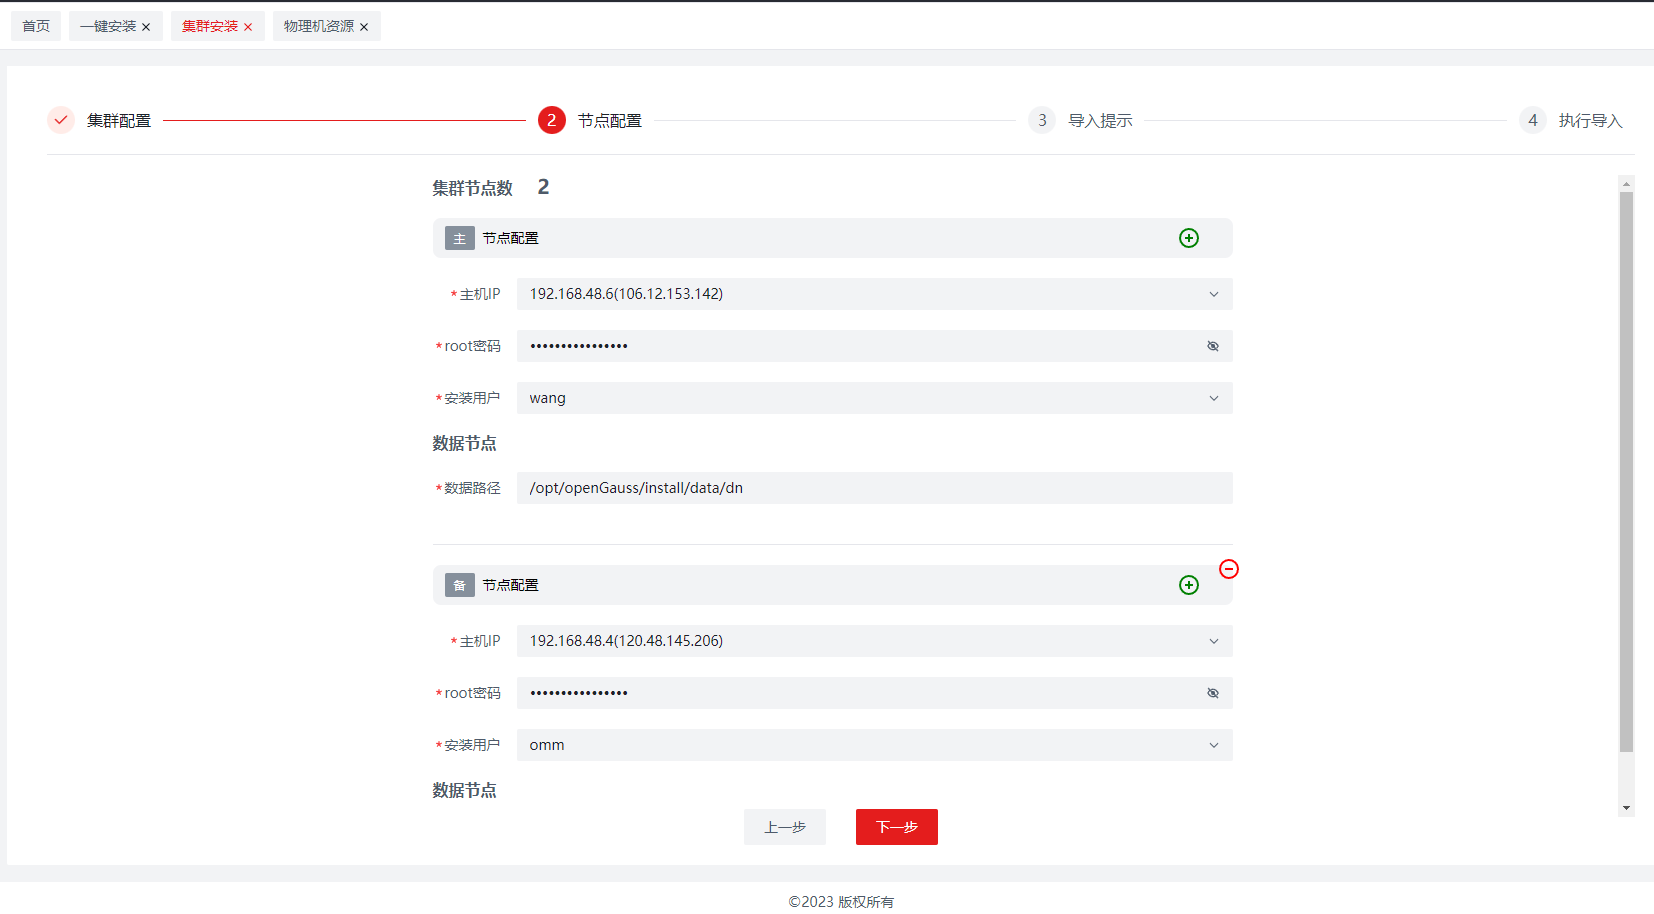 首页 一键安装 × 集群安装 × 物理机资源 ×
集群配置 2 节点配置 3 导入提示 4 执行导入
集群节点数 2
主 节点配置
*主机IP 192.168.48.6(106.12.153.142)
*root密码 ••••••••••••••••
*安装用户 wang
数据节点
*数据路径 /opt/openGauss/install/data/dn
备 节点配置
*主机IP 192.168.48.4(120.48.145.206)
*root密码 ••••••••••••••••
*安装用户 omm
数据节点
上一步 下一步
©2023 版权所有